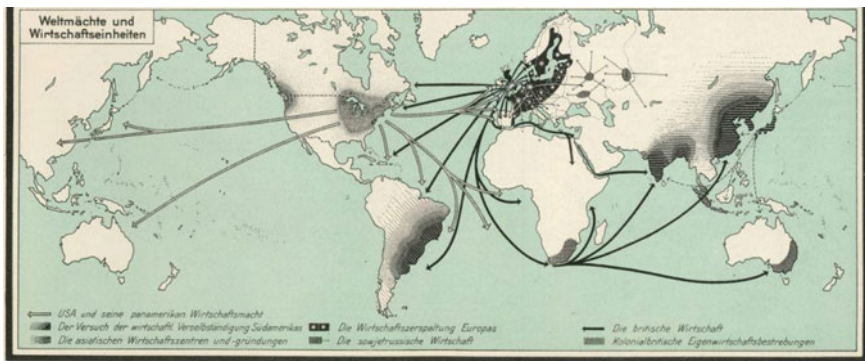 Weltmächte und
Wirtschaftseinheiten
USA und seine panamerikan. Wirtschaftsmacht
Der Versuch der wirtschaftl. Verselbständigung Südamerikas
Die asiatischen Wirtschaftszentren und -gründungen
Die Wirtschaftszerspaltung Europas
Die sowjetrussische Wirtschaft
Die britische Wirtschaft
Kolonialbritische Eigenwirtschaftsbestrebungen